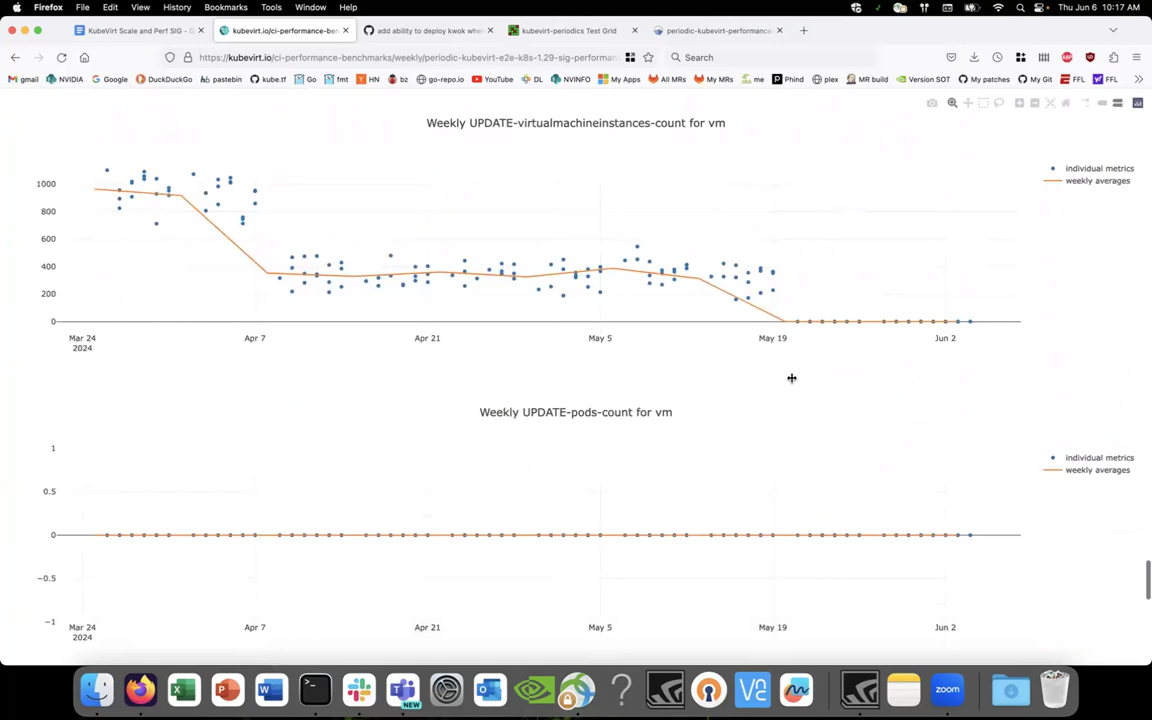 Firefox File Edit View History Bookmarks Tools Window Help Thu Jun 6 10:17 AM
KubeVirt Scale and Perf SIG - G
kubevirt.io/ci-performance-ben
add ability to deploy kwok whe
kubevirt-periodics Test Grid
periodic-kubevirt-performance
https://kubevirt.io/ci-performance-benchmarks/weekly/periodic-kubevirt-e2e-k8s-1.29-sig-performan
Search
gmail NVIDIA Google DuckDuckGo pastebin kube.tf Go FTK HN bz go-repo.io YouTube DL NVINFO My Apps All MRs My MRs me Phind plex MR build Version SOT My patches My Git FFL FFL
Weekly UPDATE-virtualmachineinstances-count for vm
individual metrics
weekly averages
1000
800
600
400
200
0
Mar 24 Apr 7 Apr 21 May 5 May 19 Jun 2
2024
Weekly UPDATE-pods-count for vm
individual metrics
weekly averages
1
0.5
0
−0.5
−1
Mar 24 Apr 7 Apr 21 May 5 May 19 Jun 2
2024
NEW
zoom